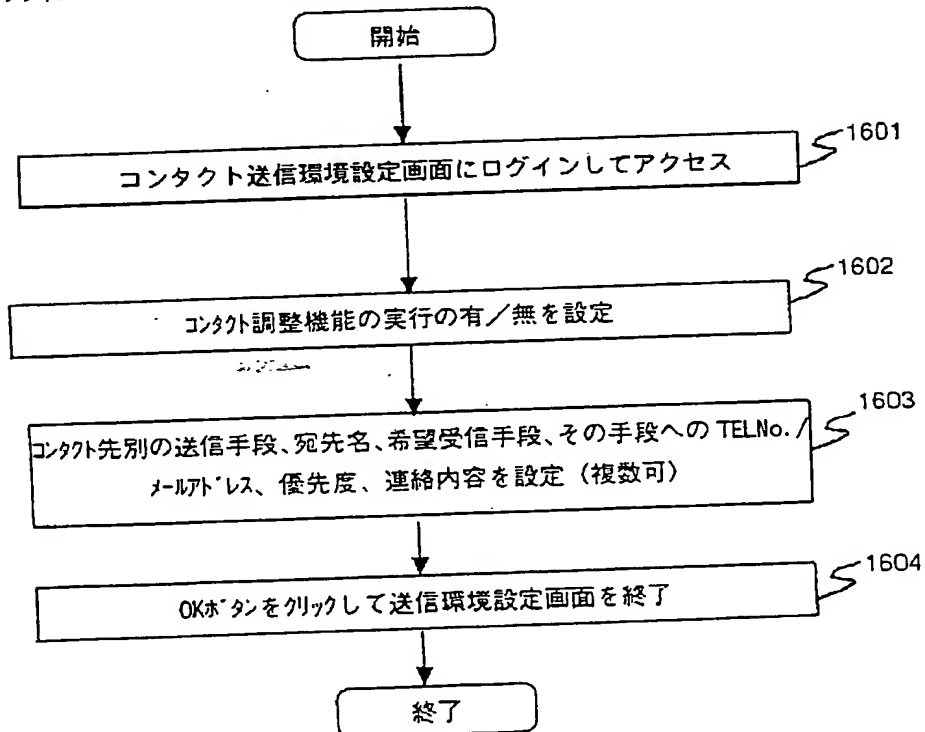 開始
1601
コンタクト送信環境設定画面にログインしてアクセス
1602
コンタクト調整機能の実行の有／無を設定
1603
コンタクト先別の送信手段、宛先名、希望受信手段、その手段へのTELNo.／
メールアドレス、優先度、連絡内容を設定（複数可）
1604
OKボタンをクリックして送信環境設定画面を終了
終了